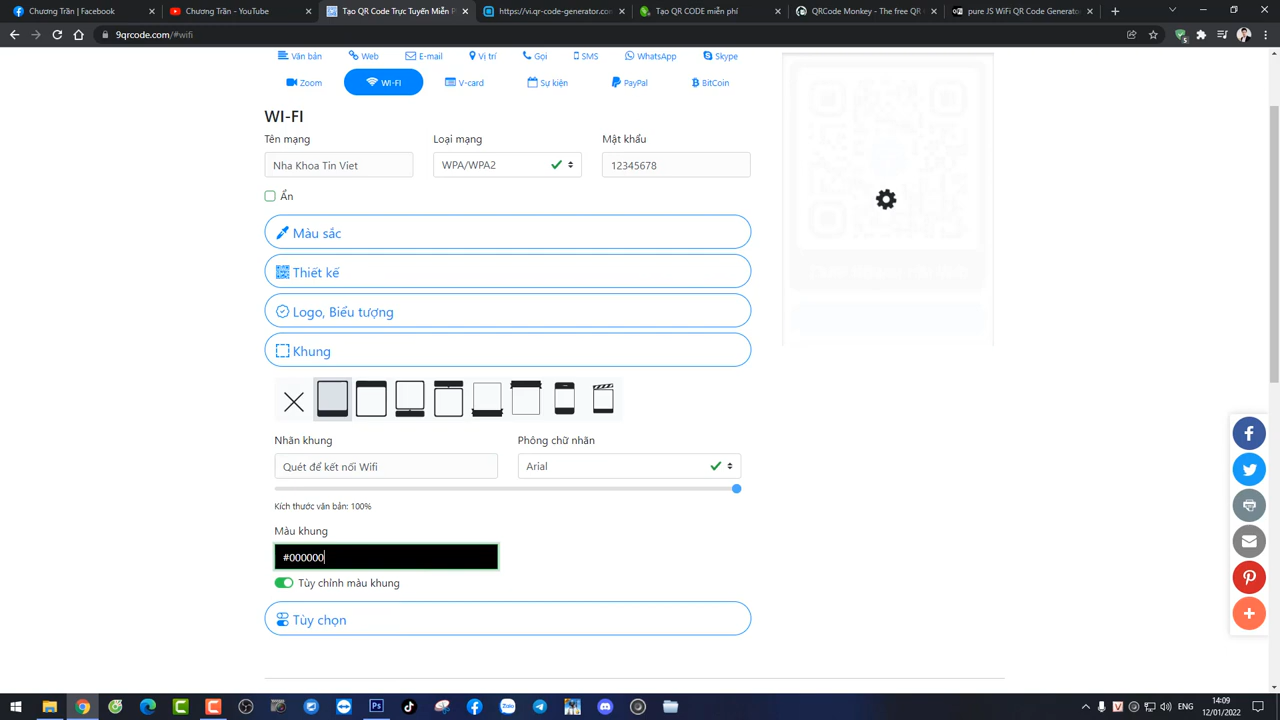 Chương Trần | Facebook
Chương Trần - YouTube
Tạo QR Code Trực Tuyến Miễn P
https://vi.qr-code-generator.co
Tạo QR CODE miễn phí
QRCode Monkey - The free QR
pure JS WiFi QR Code Generato
9qrcode.com/#wifi
Văn bản
Web
E-mail
Vị trí
Gọi
SMS
WhatsApp
Skype
Zoom
WI-FI
V-card
Sự kiện
PayPal
BitCoin
WI-FI
Tên mạng
Loại mạng
Mật khẩu
Nha Khoa Tin Viet
WPA/WPA2
12345678
Ẩn
Màu sắc
Thiết kế
Logo, Biểu tượng
Khung
Nhãn khung
Phông chữ nhãn
Quét để kết nối Wifi
Arial
Kích thước văn bản: 100%
Màu khung
#000000
Tùy chỉnh màu khung
Tùy chọn
ENG
14:09
12/01/2022